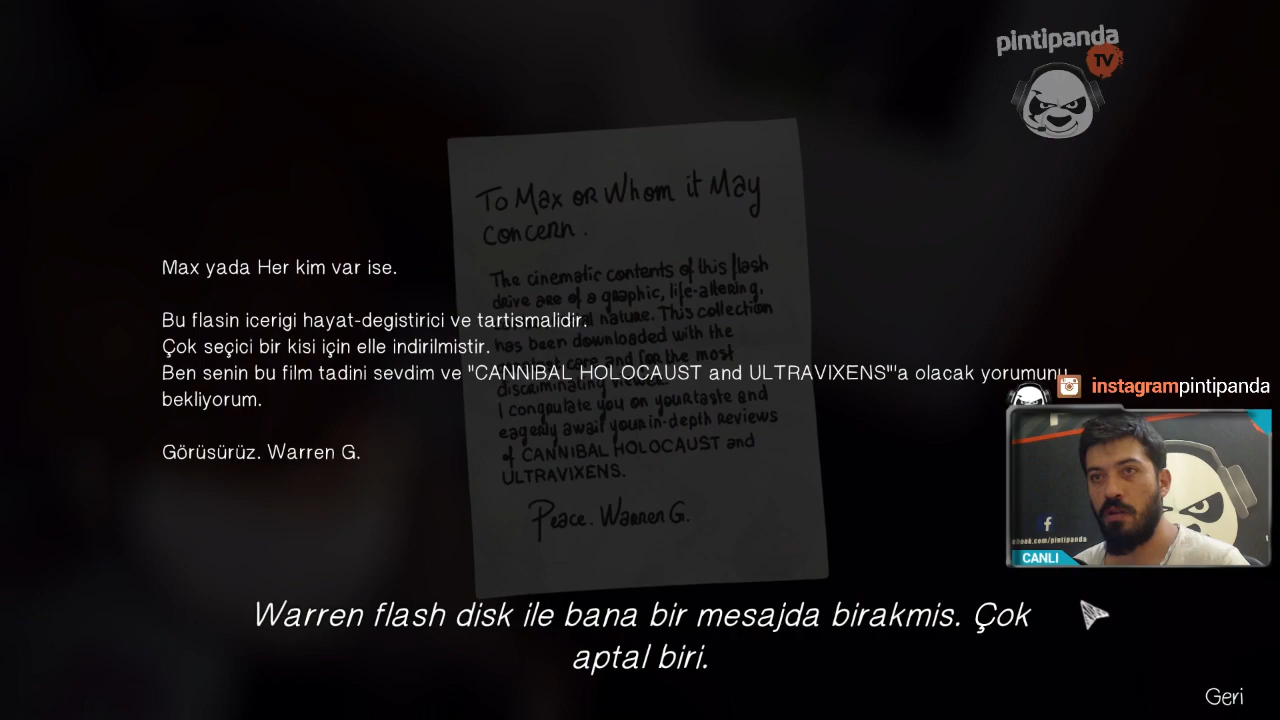 pintipanda
TV
To Max or Whom it May
Concern.
The cinematic contents of this flash
drive are of a graphic, life-altering,
nature. This collection
has been downloaded with the
care and for the most
discriminating viewer.
I congratulate you on your taste and
eagerly await your in-depth reviews
of CANNIBAL HOLOCAUST and
ULTRAVIXENS.
Peace. Warren G.
Max yada Her kim var ise.
Bu flasin icerigi hayat-degistirici ve tartismalidir.
Çok seçici bir kisi için elle indirilmistir.
Ben senin bu film tadini sevdim ve "CANNIBAL HOLOCAUST and ULTRAVIXENS"'a olacak yorumunu
bekliyorum.
Görüsürüz. Warren G.
instagrampintipanda
f
ebook.com/pintipanda
CANLI
Warren flash disk ile bana bir mesajda birakmis. Çok
aptal biri.
Geri